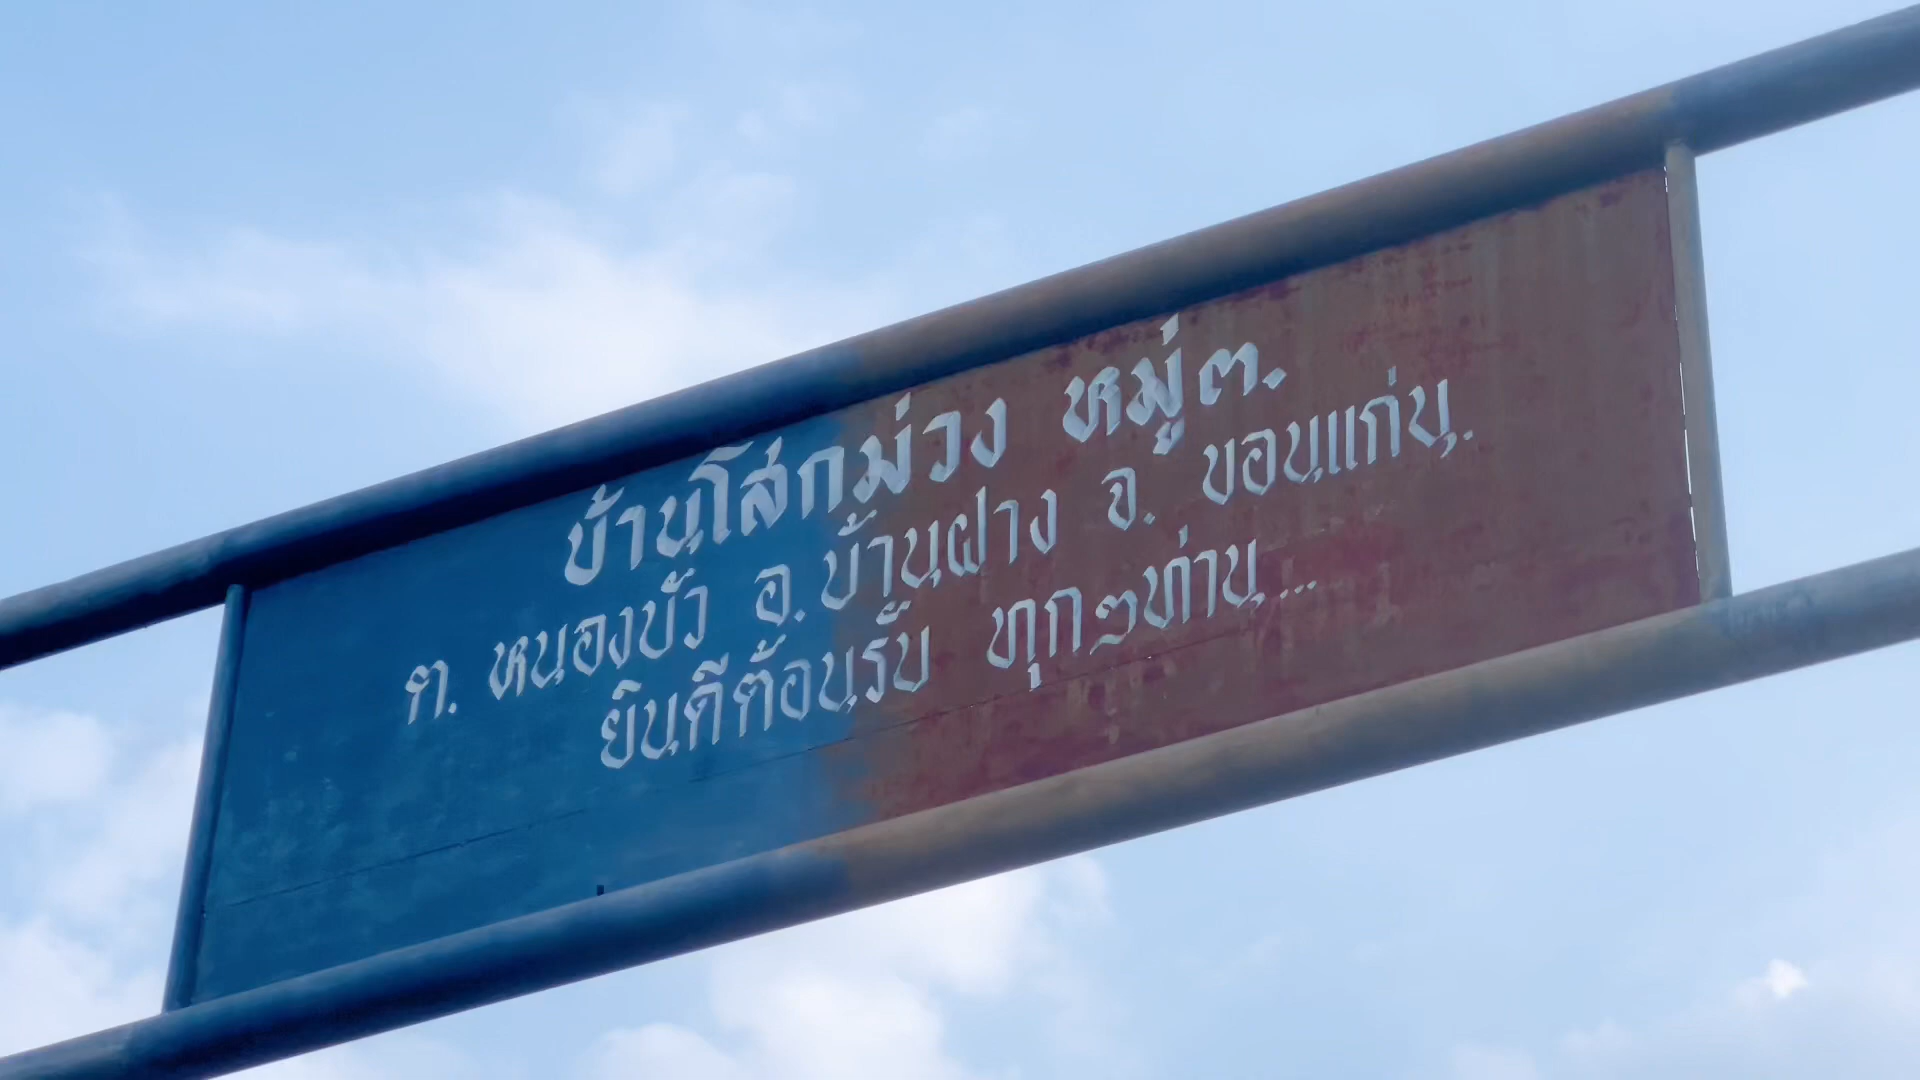 บ้านโสกม่วง หมู่๓.
ต. หนองบัว อ.บ้านฝาง จ. ขอนแก่น.
ยินดีต้อนรับ ทุกๆท่าน...